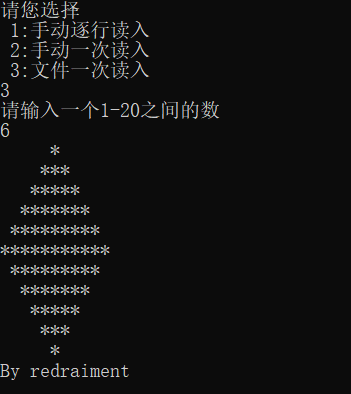 请您选择
 1:手动逐行读入
 2:手动一次读入
 3:文件一次读入
3
请输入一个1-20之间的数
6
     *
    ***
   *****
  *******
 *********
***********
 *********
  *******
   *****
    ***
     *
By redraiment